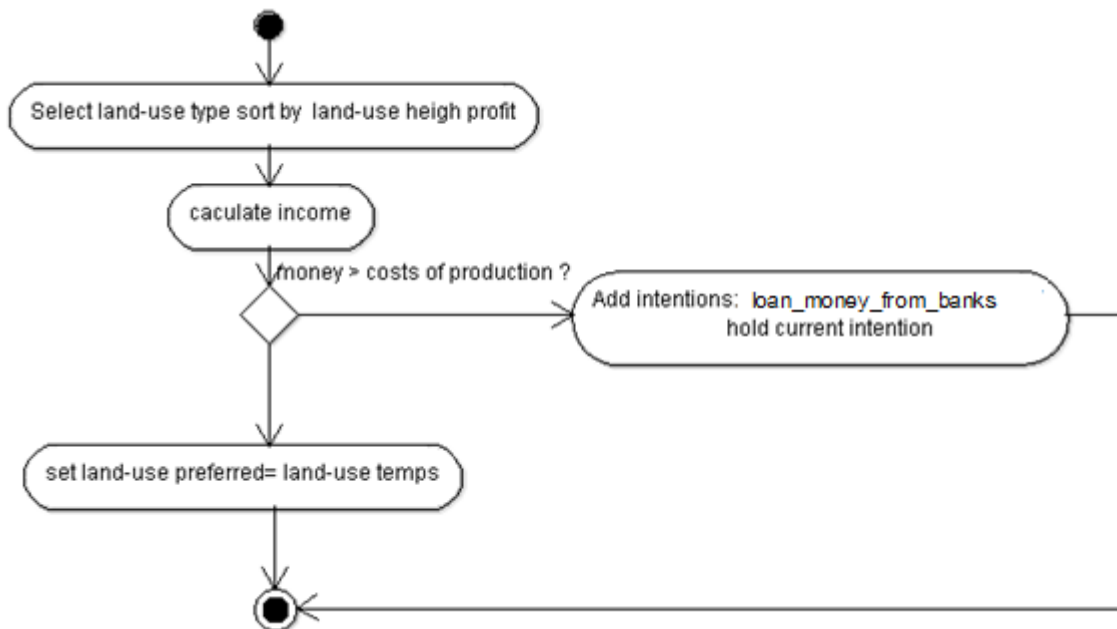 Select land-use type sort by land-use heigh profit
caculate income
money > costs of production ?
Add intentions: loan_money_from_banks
hold current intention
set land-use preferred= land-use temps